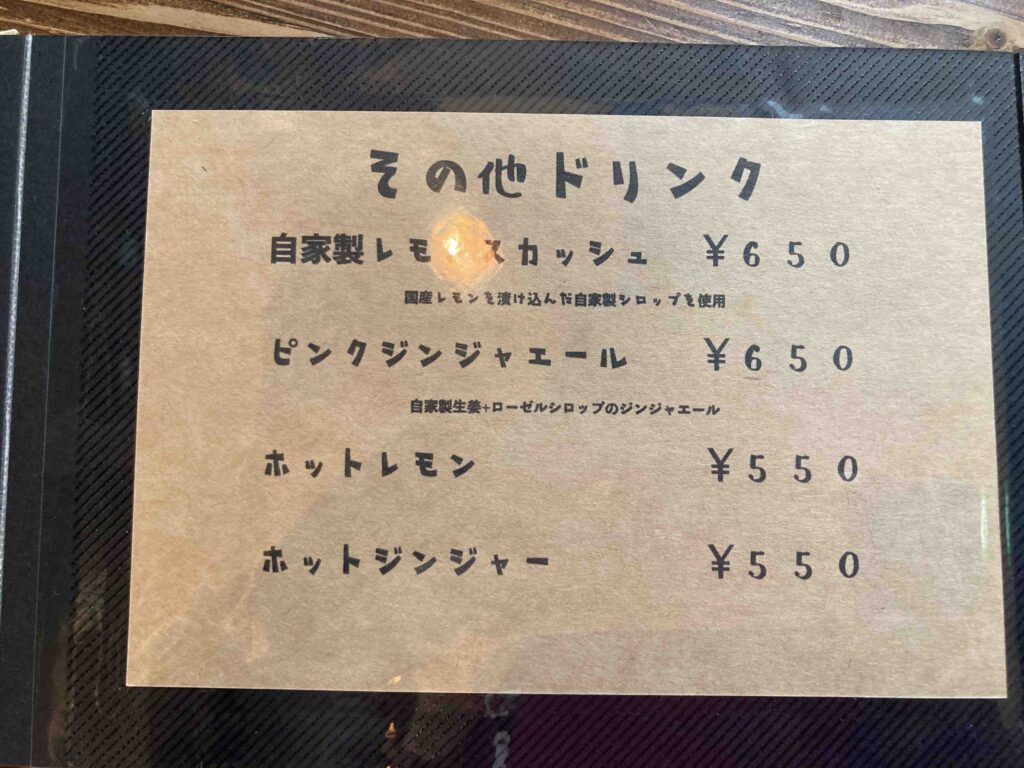 その他ドリンク
自家製レモンスカッシュ ￥650
国産レモンを漬け込んだ自家製シロップを使用
ピンクジンジャエール ￥650
自家製生姜+ローゼルシロップのジンジャエール
ホットレモン ￥550
ホットジンジャー ￥550